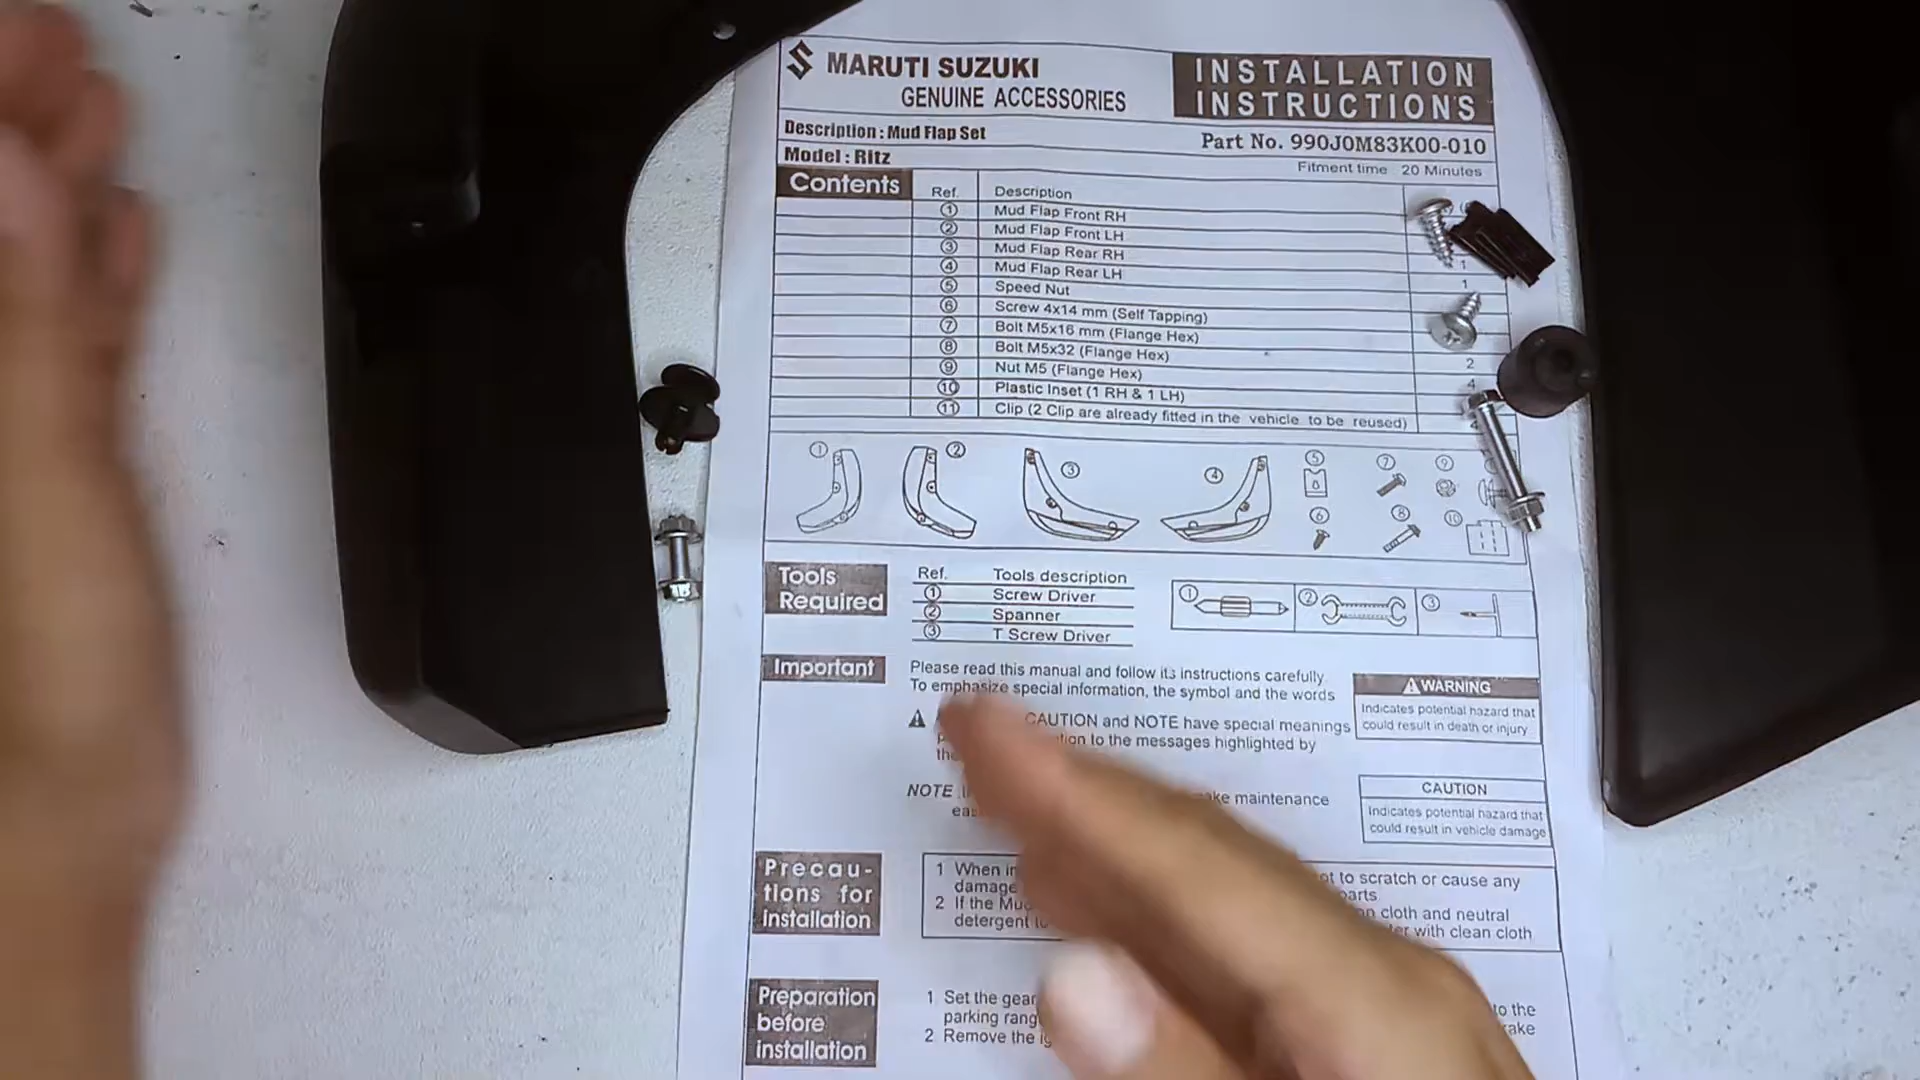 MARUTI SUZUKI
GENUINE ACCESSORIES
INSTALLATION
INSTRUCTIONS
Description : Mud Flap Set
Part No. 990J0M83K00-010
Model : Ritz
Fitment time 20 Minutes
Contents
Ref. Description
1 Mud Flap Front RH
2 Mud Flap Front LH
3 Mud Flap Rear RH 1
4 Mud Flap Rear LH 1
5 Speed Nut
6 Screw 4x14 mm (Self Tapping)
7 Bolt M5x16 mm (Flange Hex)
8 Bolt M5x32 (Flange Hex) 2
9 Nut M5 (Flange Hex) 4
10 Plastic Inset (1 RH & 1 LH)
11 Clip (2 Clip are already fitted in the vehicle to be reused) 4
1 2 3 4 5 7 9
6 8 10
Tools
Required
Ref. Tools description
1 Screw Driver
2 Spanner
3 T Screw Driver
1 2 3
Important
Please read this manual and follow its instructions carefully.
To emphasize special information, the symbol and the words
CAUTION and NOTE have special meanings
to the messages highlighted by
WARNING
Indicates potential hazard that
could result in death or injury
NOTE
maintenance
CAUTION
Indicates potential hazard that
could result in vehicle damage
Precau-
tions for
installation
1 When to scratch or cause any
damage
2 If the cloth and neutral
detergent with clean cloth
Preparation
before
installation
1 Set the gear to the
parking
2 Remove the